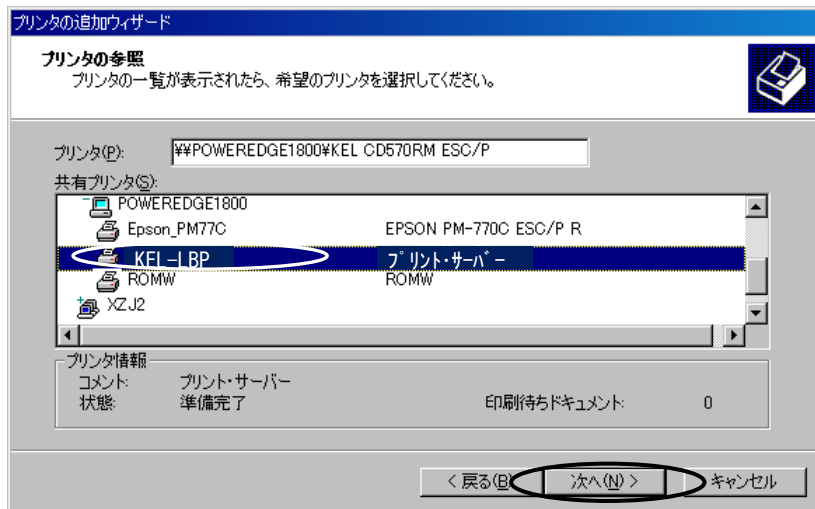 プリンタの追加ウィザード
プリンタの参照
プリンタの一覧が表示されたら、希望のプリンタを選択してください。
プリンタ(P): ¥¥POWEREDGE1800¥KEL CD570RM ESC/P
共有プリンタ(S):
POWEREDGE1800
Epson_PM77C EPSON PM-770C ESC/P R
KEL-LBP プリント・サーバー
ROMW ROMW
XZJ2
プリンタ情報
コメント: プリント・サーバー
状態: 準備完了 印刷待ちドキュメント: 0
< 戻る(B) 次へ(N) > キャンセル